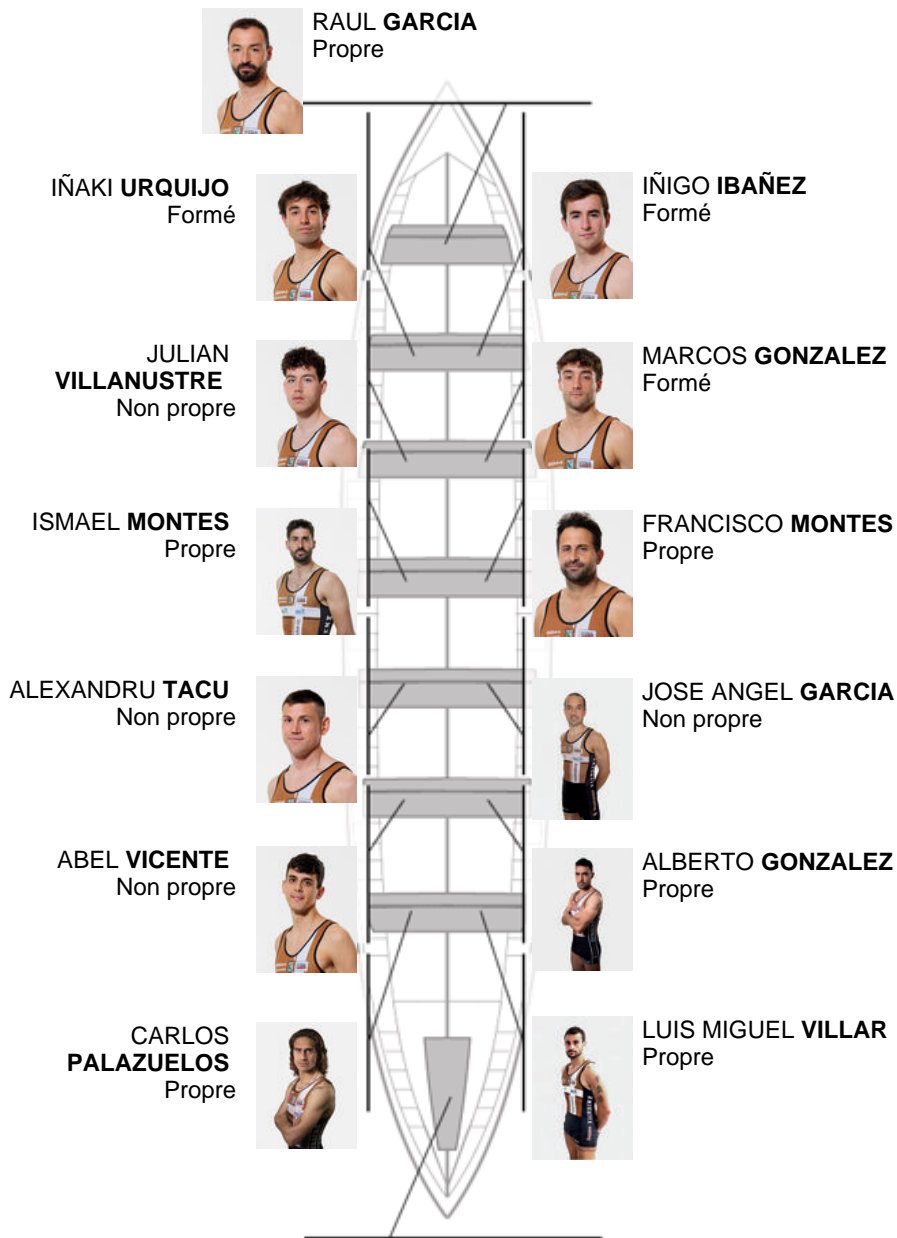 RAUL GARCIA
Propre
IÑAKI URQUIJO
Formé
IÑIGO IBAÑEZ
Formé
JULIAN
VILLANUSTRE
Non propre
MARCOS GONZALEZ
Formé
ISMAEL MONTES
Propre
FRANCISCO MONTES
Propre
ALEXANDRU TACU
Non propre
JOSE ANGEL GARCIA
Non propre
ABEL VICENTE
Non propre
ALBERTO GONZALEZ
Propre
CARLOS
PALAZUELOS
Propre
LUIS MIGUEL VILLAR
Propre